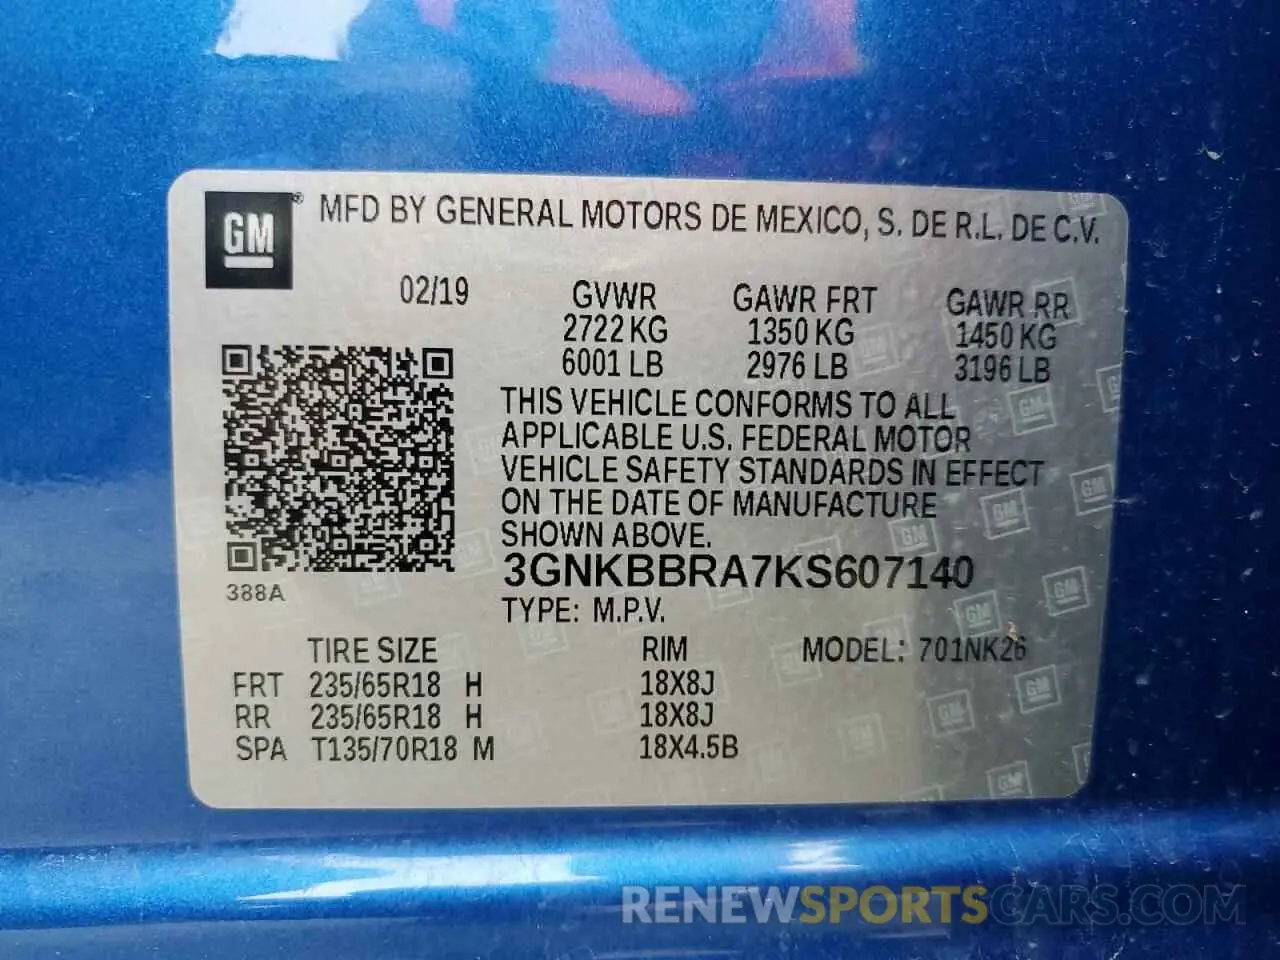 GM® MFD BY GENERAL MOTORS DE MEXICO, S. DE R.L. DE C.V.
02/19 GVWR GAWR FRT GAWR RR
2722 KG 1350 KG 1450 KG
6001 LB 2976 LB 3196 LB
THIS VEHICLE CONFORMS TO ALL
APPLICABLE U.S. FEDERAL MOTOR
VEHICLE SAFETY STANDARDS IN EFFECT
ON THE DATE OF MANUFACTURE
SHOWN ABOVE.
3GNKBBRA7KS607140
388A
TYPE: M.P.V.
TIRE SIZE RIM MODEL: 701NK26
FRT 235/65R18 H 18X8J
RR 235/65R18 H 18X8J
SPA T135/70R18 M 18X4.5B
RENEWSPORTSCARS.COM